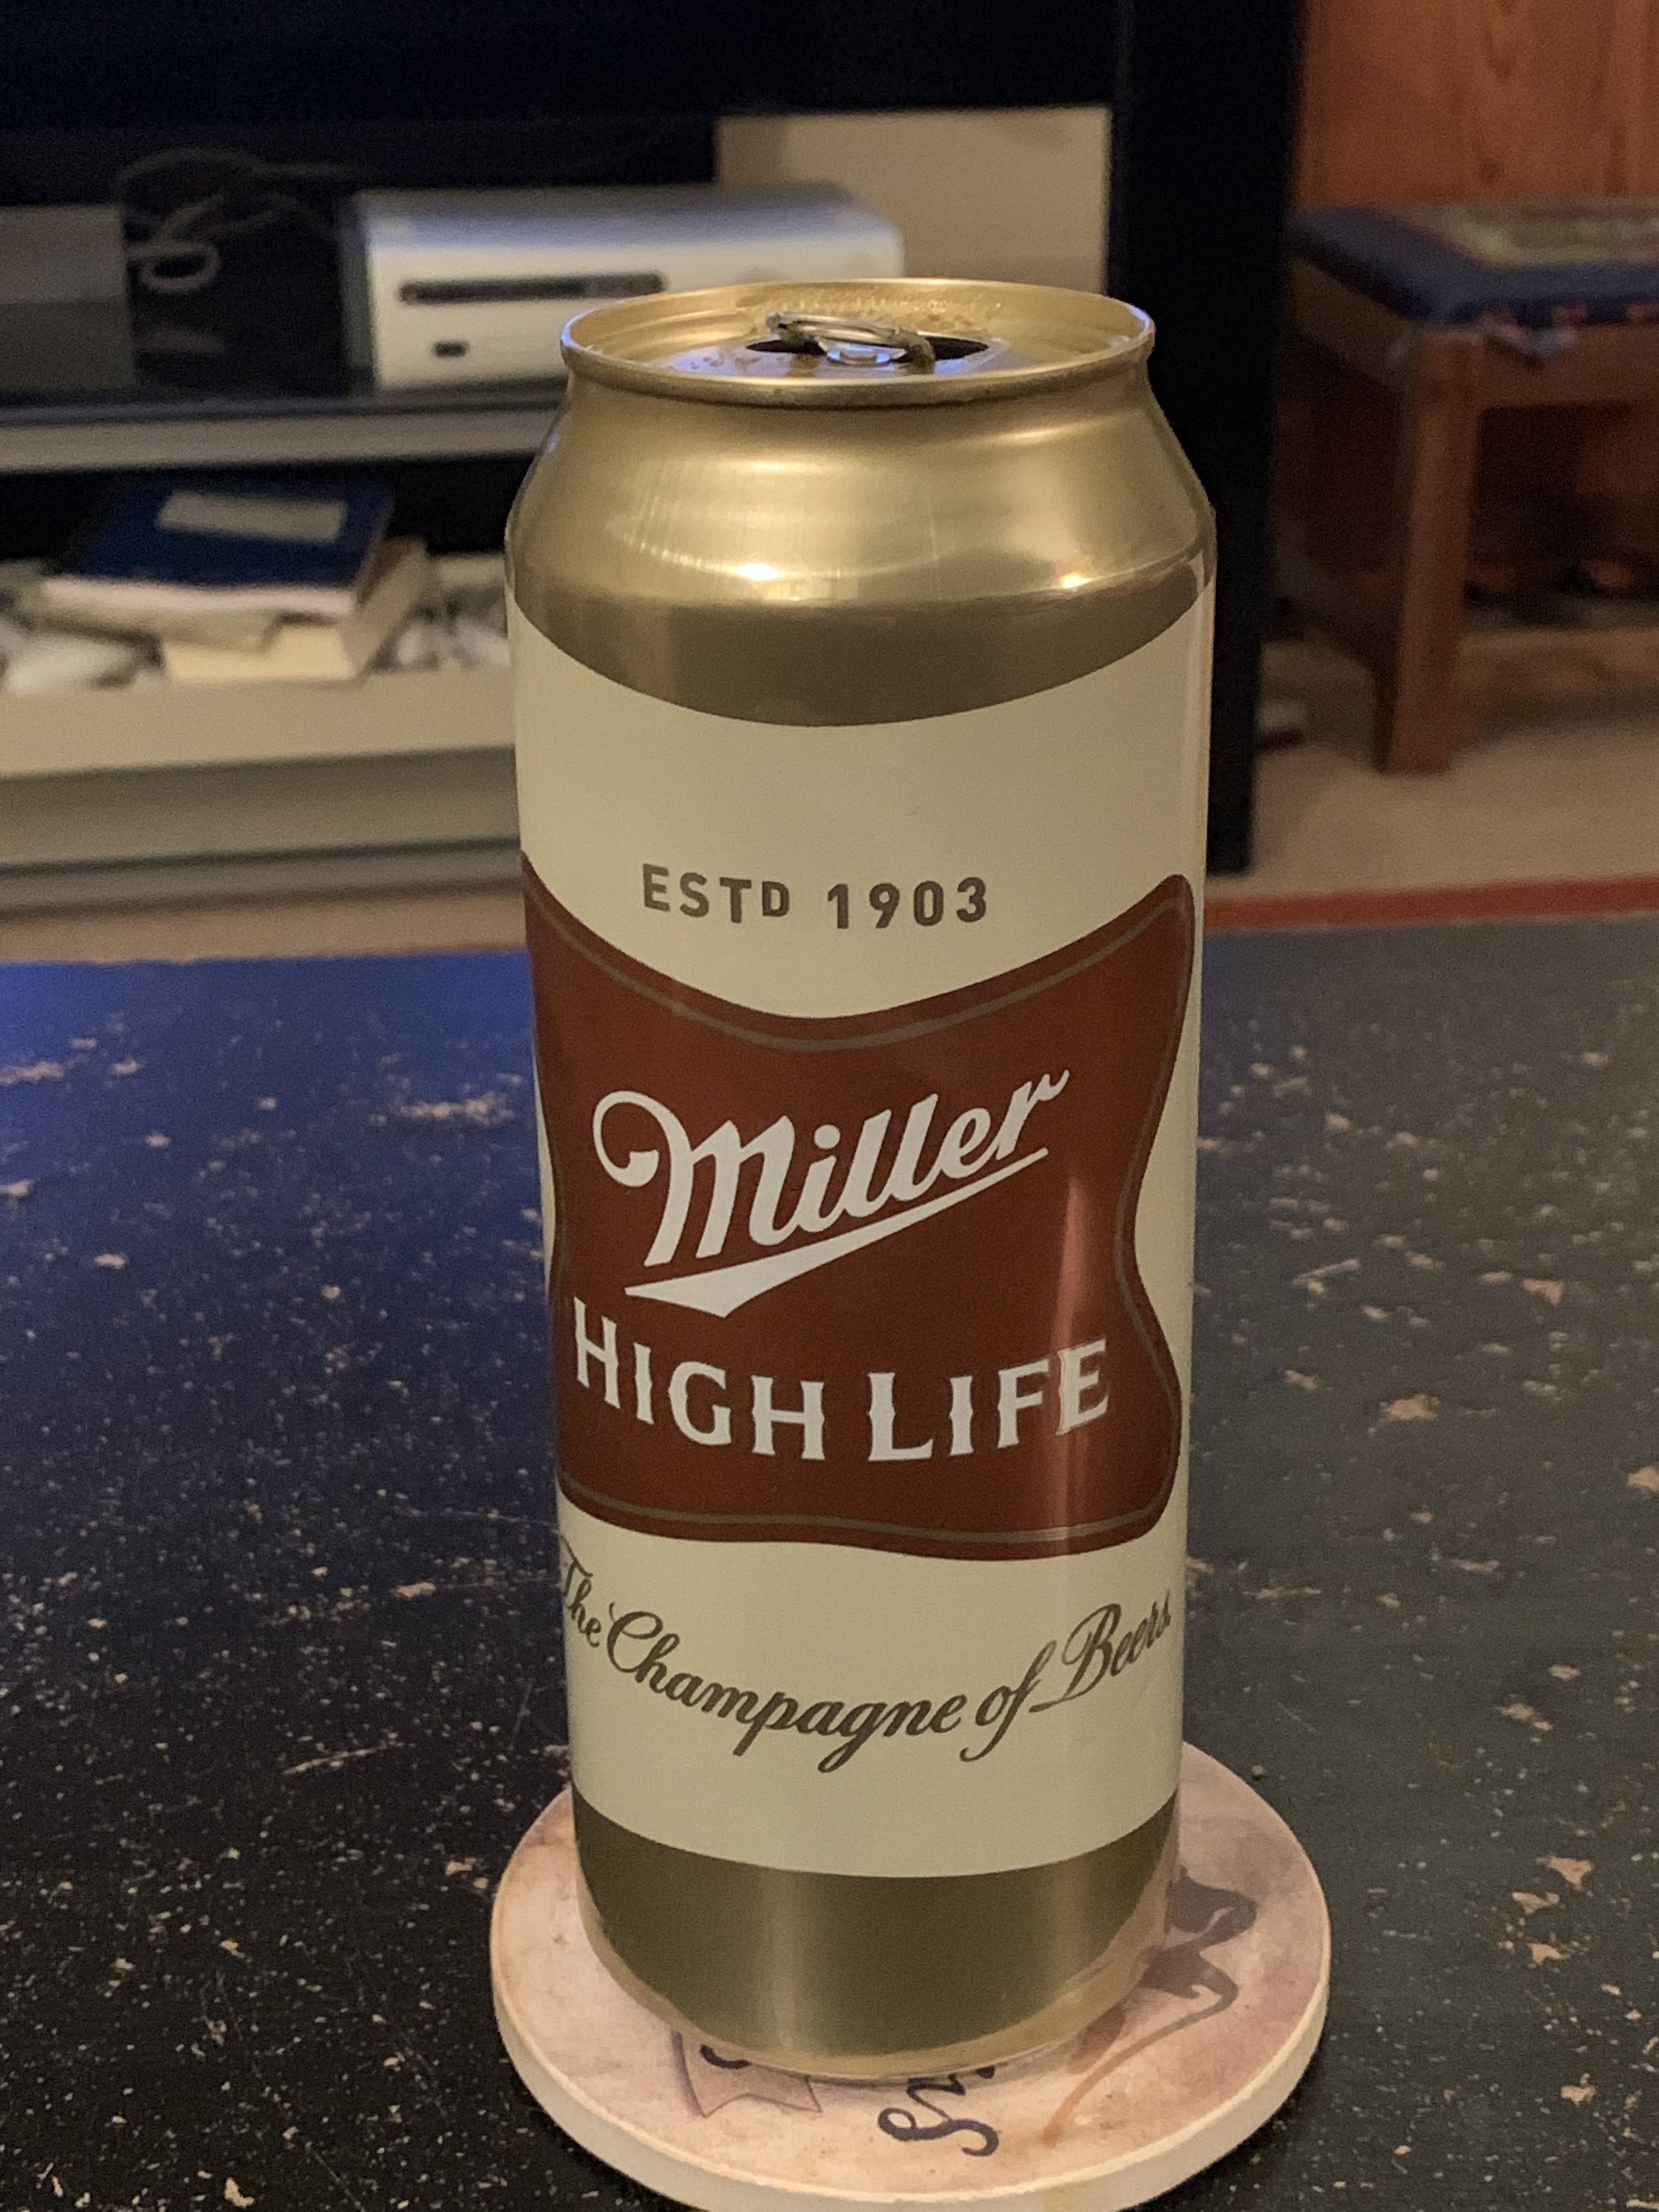 ESTD 1903
Miller
HIGH LIFE
The Champagne of Beers